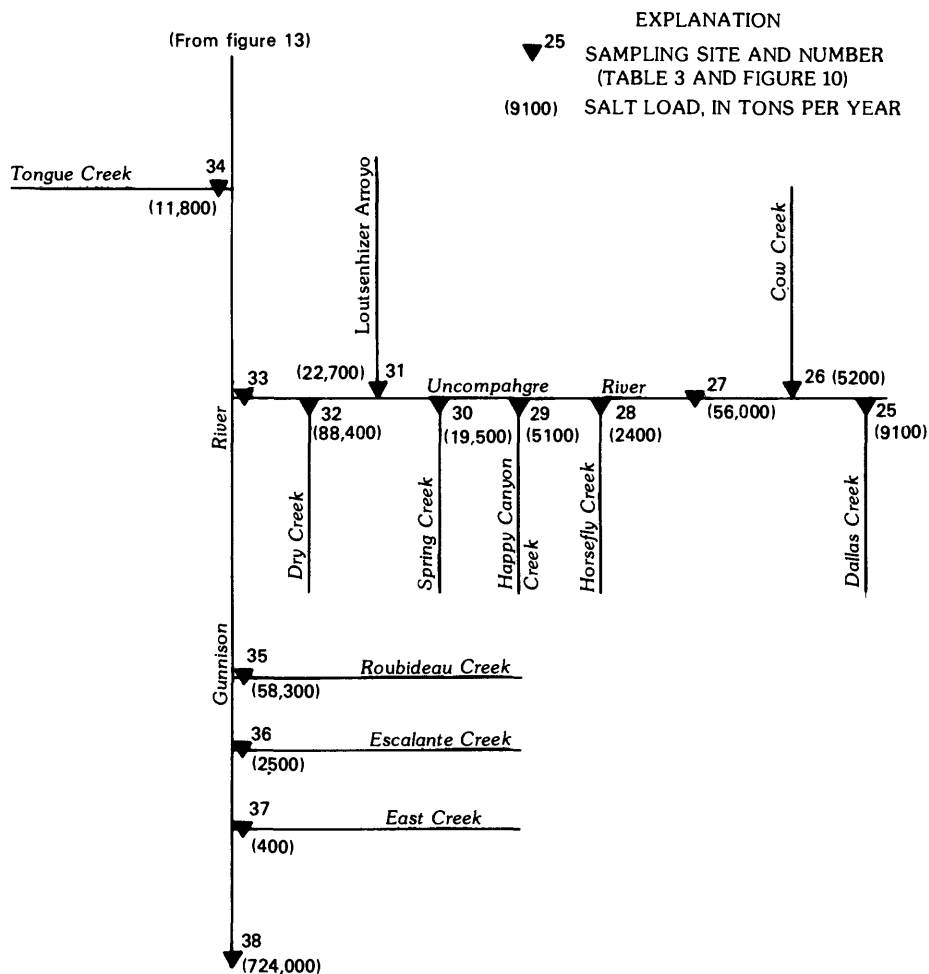 (From figure 13)
EXPLANATION
25
SAMPLING SITE AND NUMBER
(TABLE 3 AND FIGURE 10)
(9100)
SALT LOAD, IN TONS PER YEAR
34
Tongue Creek
(11,800)
Loutsenhizer Arroyo
Cow Creek
33
(22,700)
31
Uncompahgre
River
27
(56,000)
26 (5200)
32
(88,400)
30
(19,500)
29
(5100)
28
(2400)
25
(9100)
River
Dry Creek
Spring Creek
Happy Canyon
Creek
Horsefly Creek
Dallas Creek
Gunnison
35
Roubideau Creek
(58,300)
36
Escalante Creek
(2500)
37
East Creek
(400)
38
(724,000)